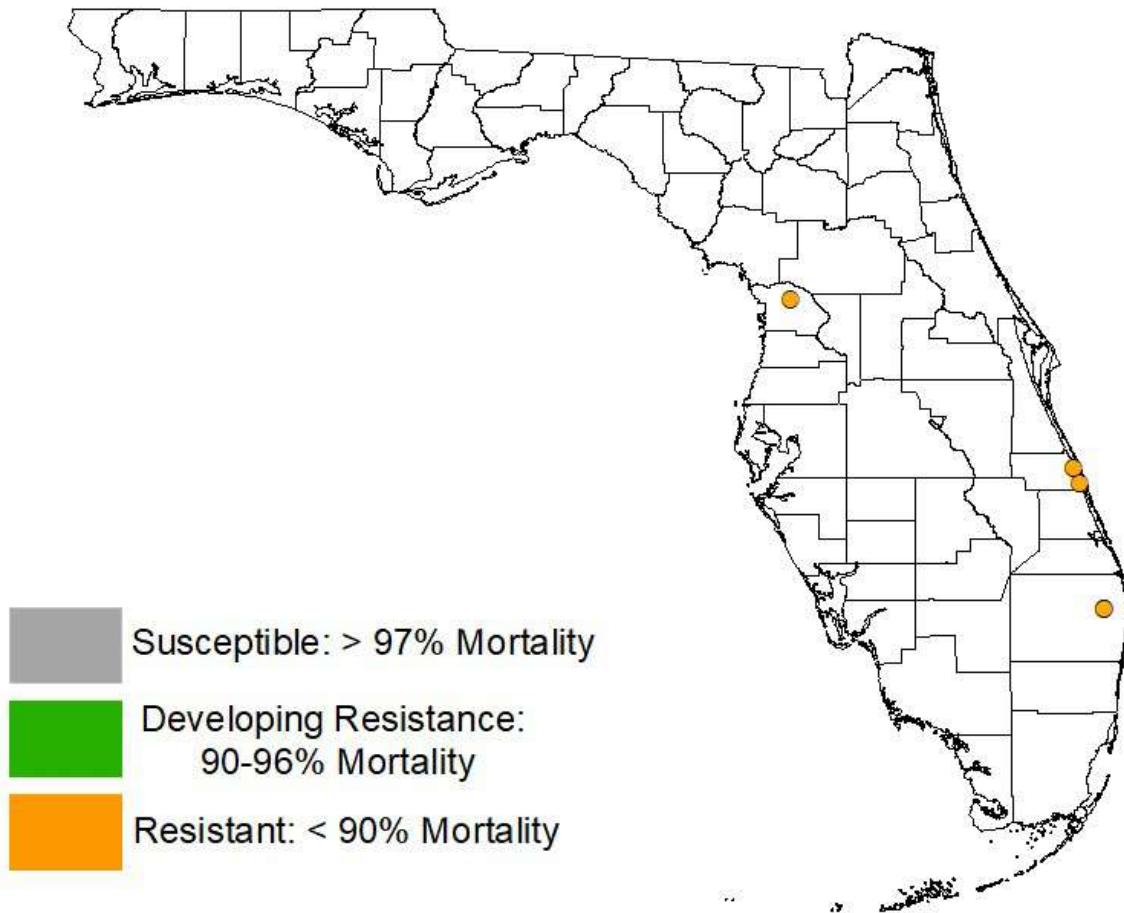 Susceptible: > 97% Mortality
Developing Resistance:
90-96% Mortality
Resistant: < 90% Mortality